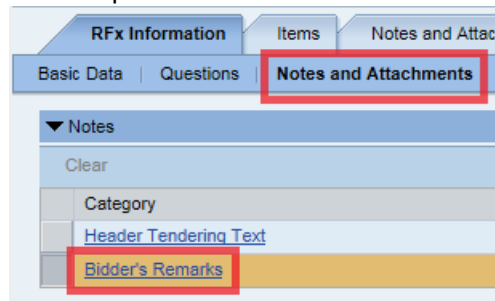 RFx Information Items Notes and Attac
Basic Data | Questions | Notes and Attachments
Notes
Clear
Category
Header Tendering Text
Bidder's Remarks